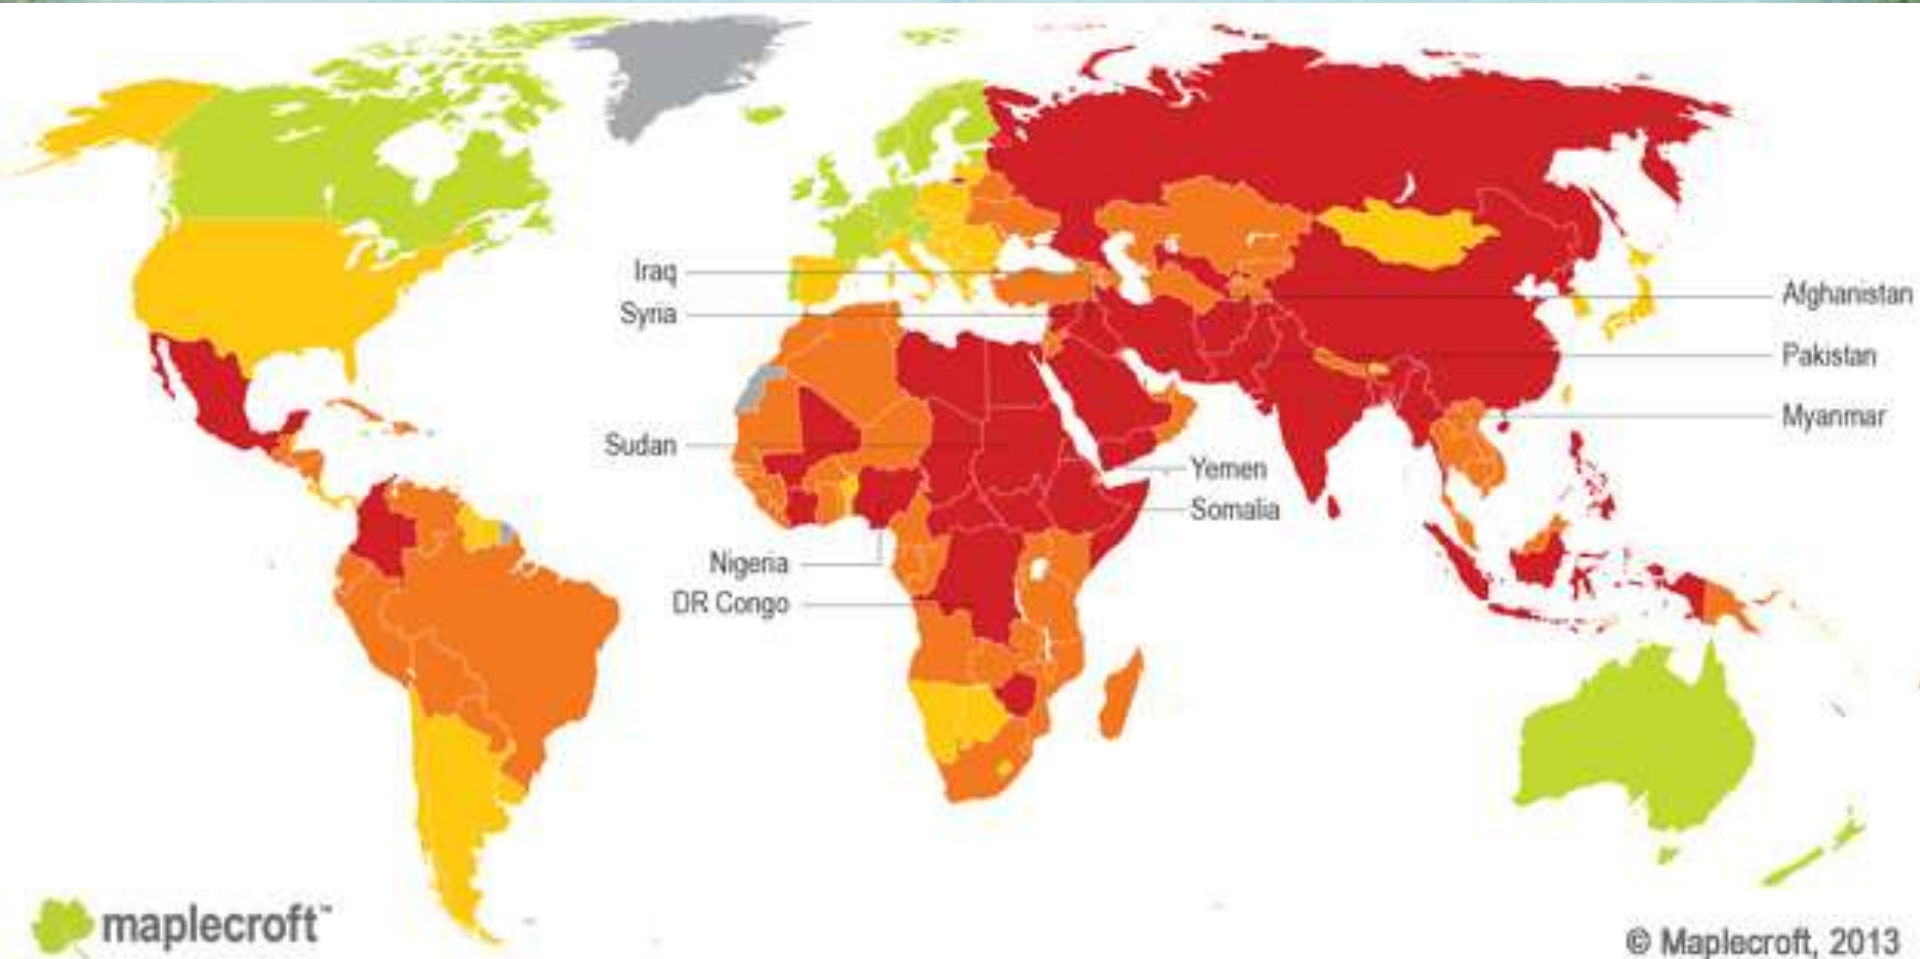 Iraq
Syria
Sudan
Nigeria
DR Congo
Yemen
Somalia
Afghanistan
Pakistan
Myanmar
maplecroft™
© Maplecroft, 2013